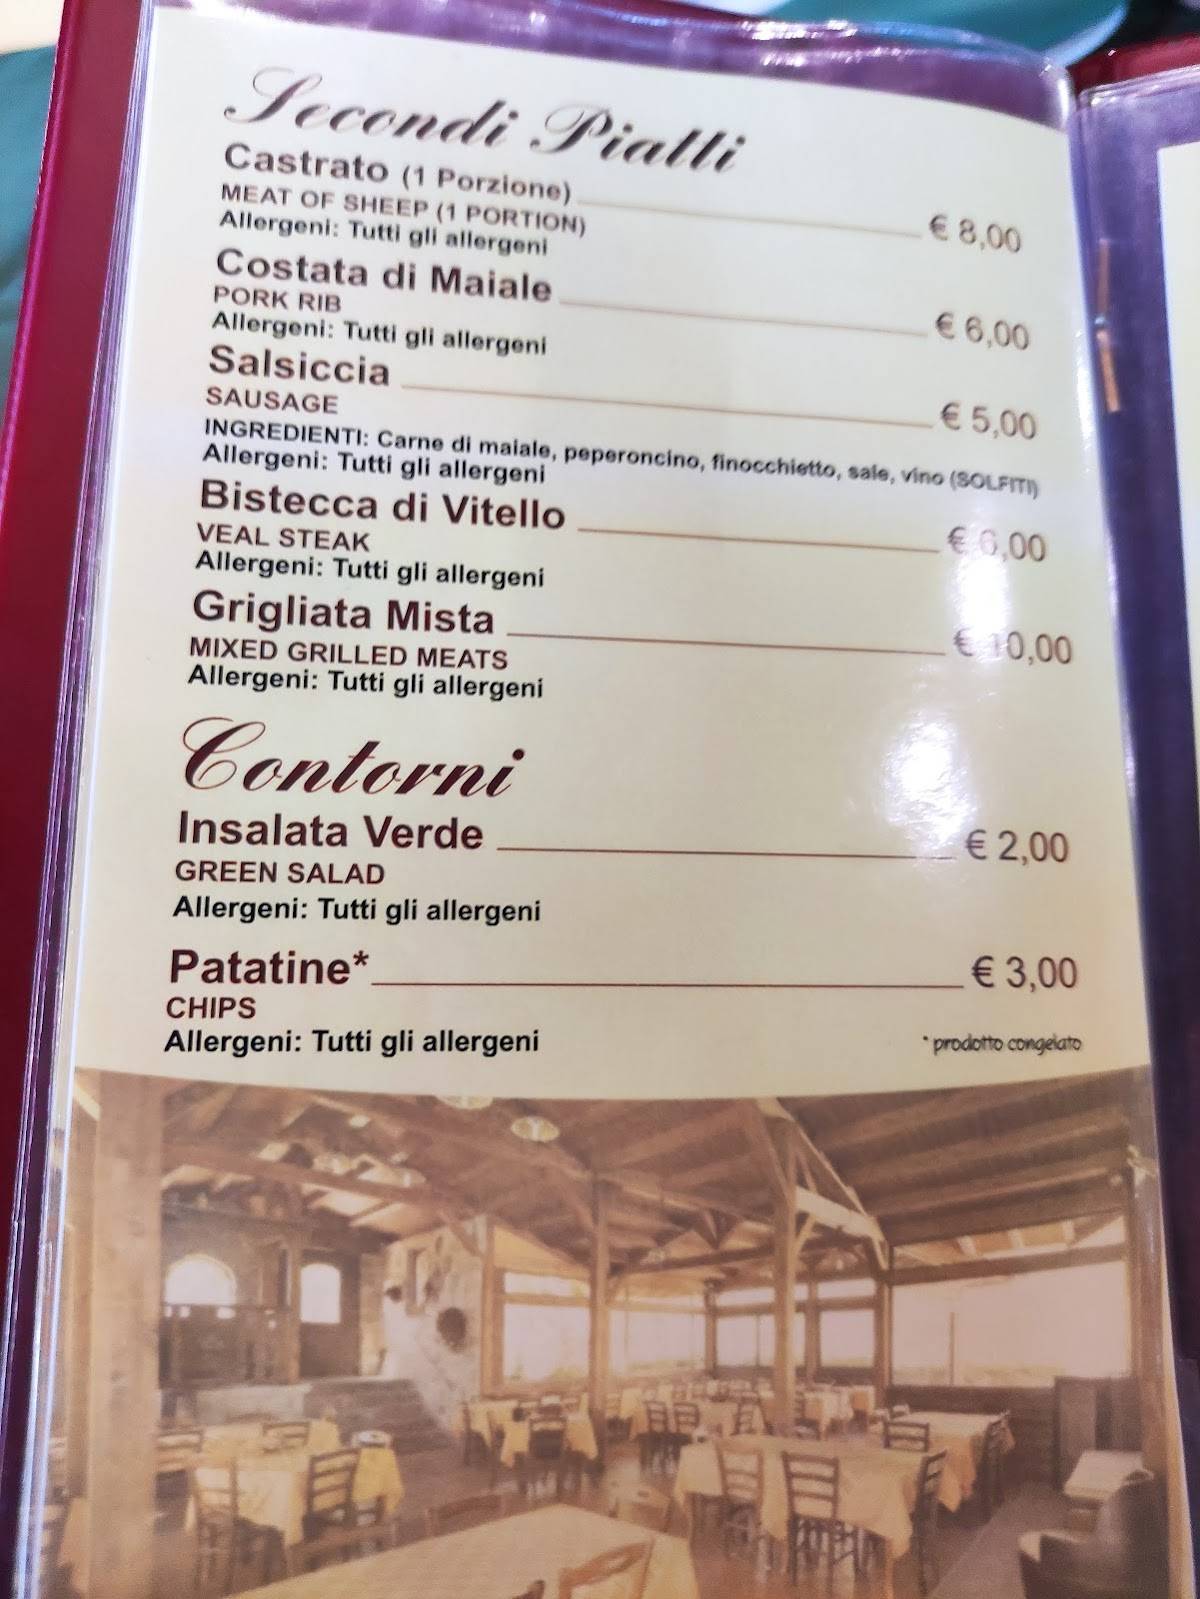 Secondi Piatti
Castrato (1 Porzione) € 8,00
MEAT OF SHEEP (1 PORTION)
Allergeni: Tutti gli allergeni
Costata di Maiale € 6,00
PORK RIB
Allergeni: Tutti gli allergeni
Salsiccia € 5,00
SAUSAGE
INGREDIENTI: Carne di maiale, peperoncino, finocchietto, sale, vino (SOLFITI)
Allergeni: Tutti gli allergeni
Bistecca di Vitello € 6,00
VEAL STEAK
Allergeni: Tutti gli allergeni
Grigliata Mista € 10,00
MIXED GRILLED MEATS
Allergeni: Tutti gli allergeni
Contorni
Insalata Verde € 2,00
GREEN SALAD
Allergeni: Tutti gli allergeni
Patatine* € 3,00
CHIPS
Allergeni: Tutti gli allergeni
* prodotto congelato